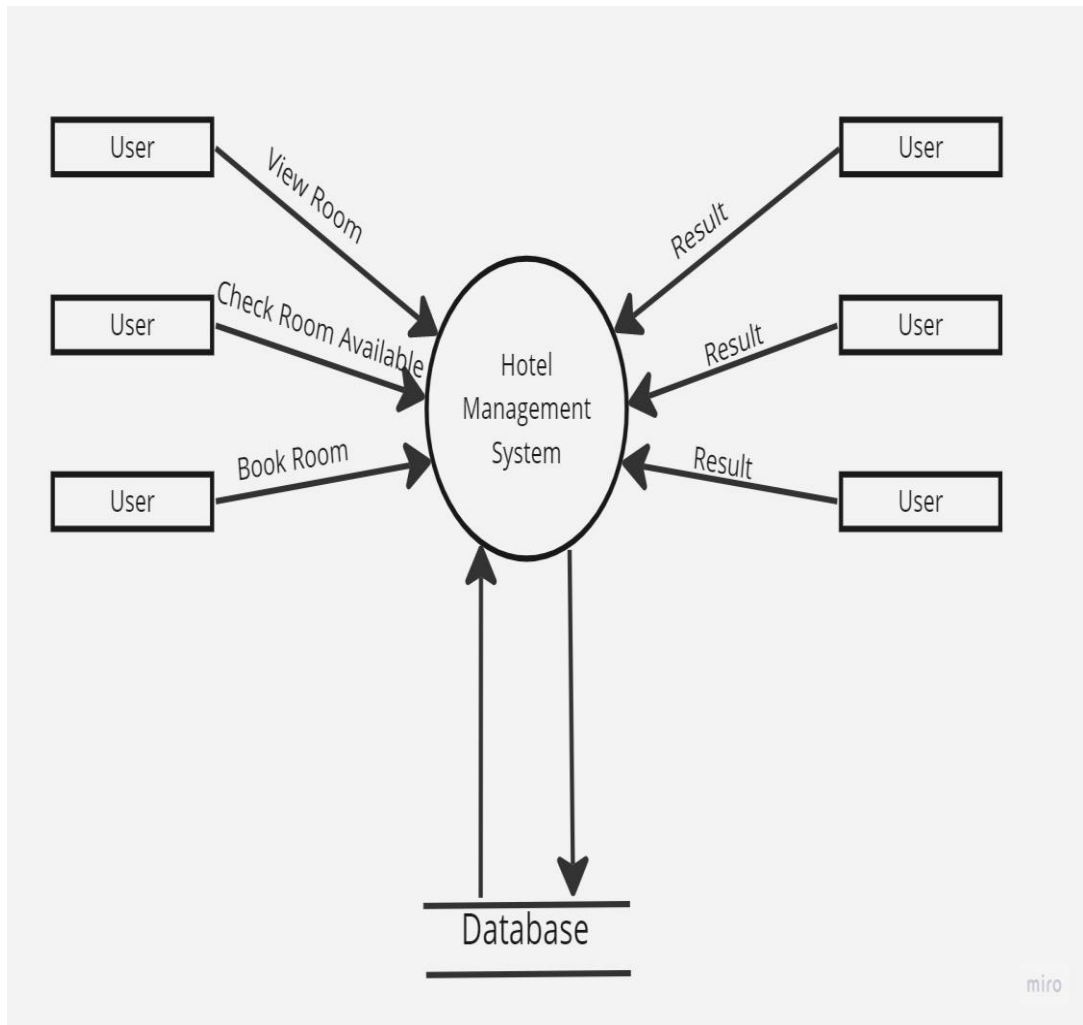 User
View Room
User
Check Room Available
User
Book Room
Hotel
Management
System
Result
User
Result
User
Result
User
Database
miro